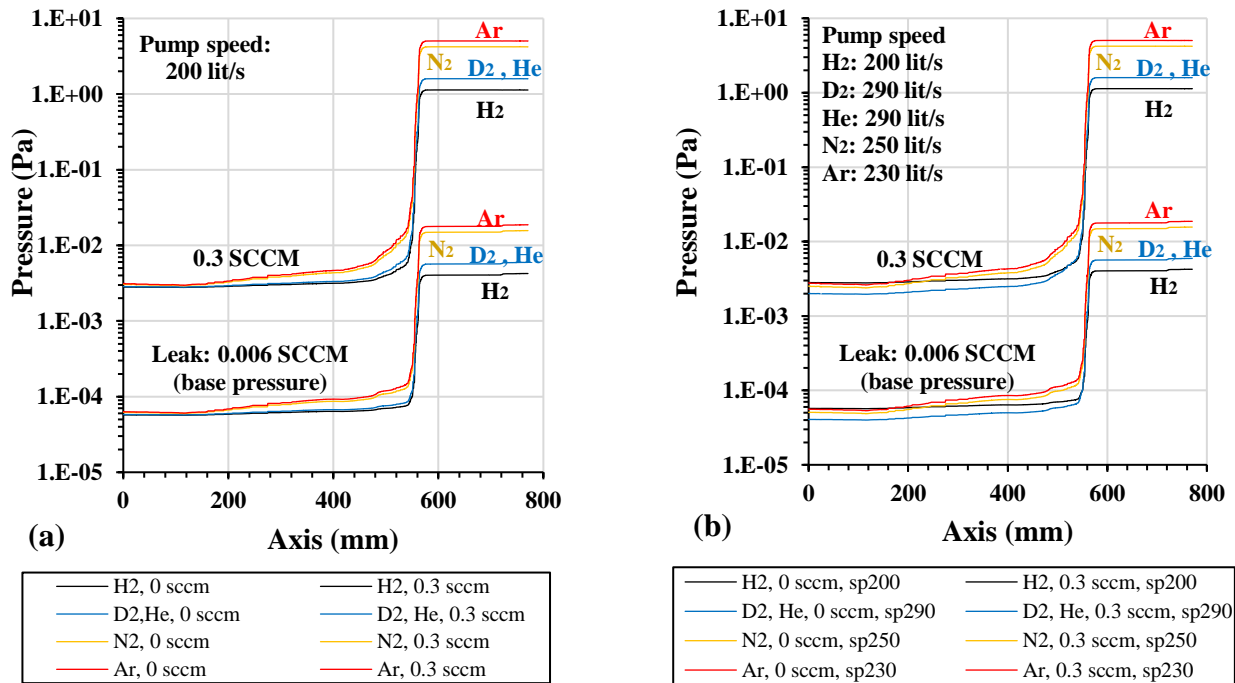 Pressure (Pa)
1.E+01
1.E+00
1.E-01
1.E-02
1.E-03
1.E-04
1.E-05
Pump speed:
200 lit/s
Ar
N2
D2 , He
H2
0.3 SCCM
Ar
N2
D2, He
H2
Leak: 0.006 SCCM
(base pressure)
0 200 400 600 800
(a)
Axis (mm)
H2, 0 sccm H2, 0.3 sccm
D2,He, 0 sccm D2, He, 0.3 sccm
N2, 0 sccm N2, 0.3 sccm
Ar, 0 sccm Ar, 0.3 sccm
Pressure (Pa)
1.E+01
1.E+00
1.E-01
1.E-02
1.E-03
1.E-04
1.E-05
Pump speed
H2: 200 lit/s
D2: 290 lit/s
He: 290 lit/s
N2: 250 lit/s
Ar: 230 lit/s
Ar
N2
D2, He
H2
0.3 SCCM
Ar
N2
D2, He
H2
Leak: 0.006 SCCM
(base pressure)
0 200 400 600 800
(b)
Axis (mm)
H2, 0 sccm, sp200 H2, 0.3 sccm, sp200
D2, He, 0 sccm, sp290 D2, He, 0.3 sccm, sp290
N2, 0 sccm, sp250 N2, 0.3 sccm, sp250
Ar, 0 sccm, sp230 Ar, 0.3 sccm, sp230